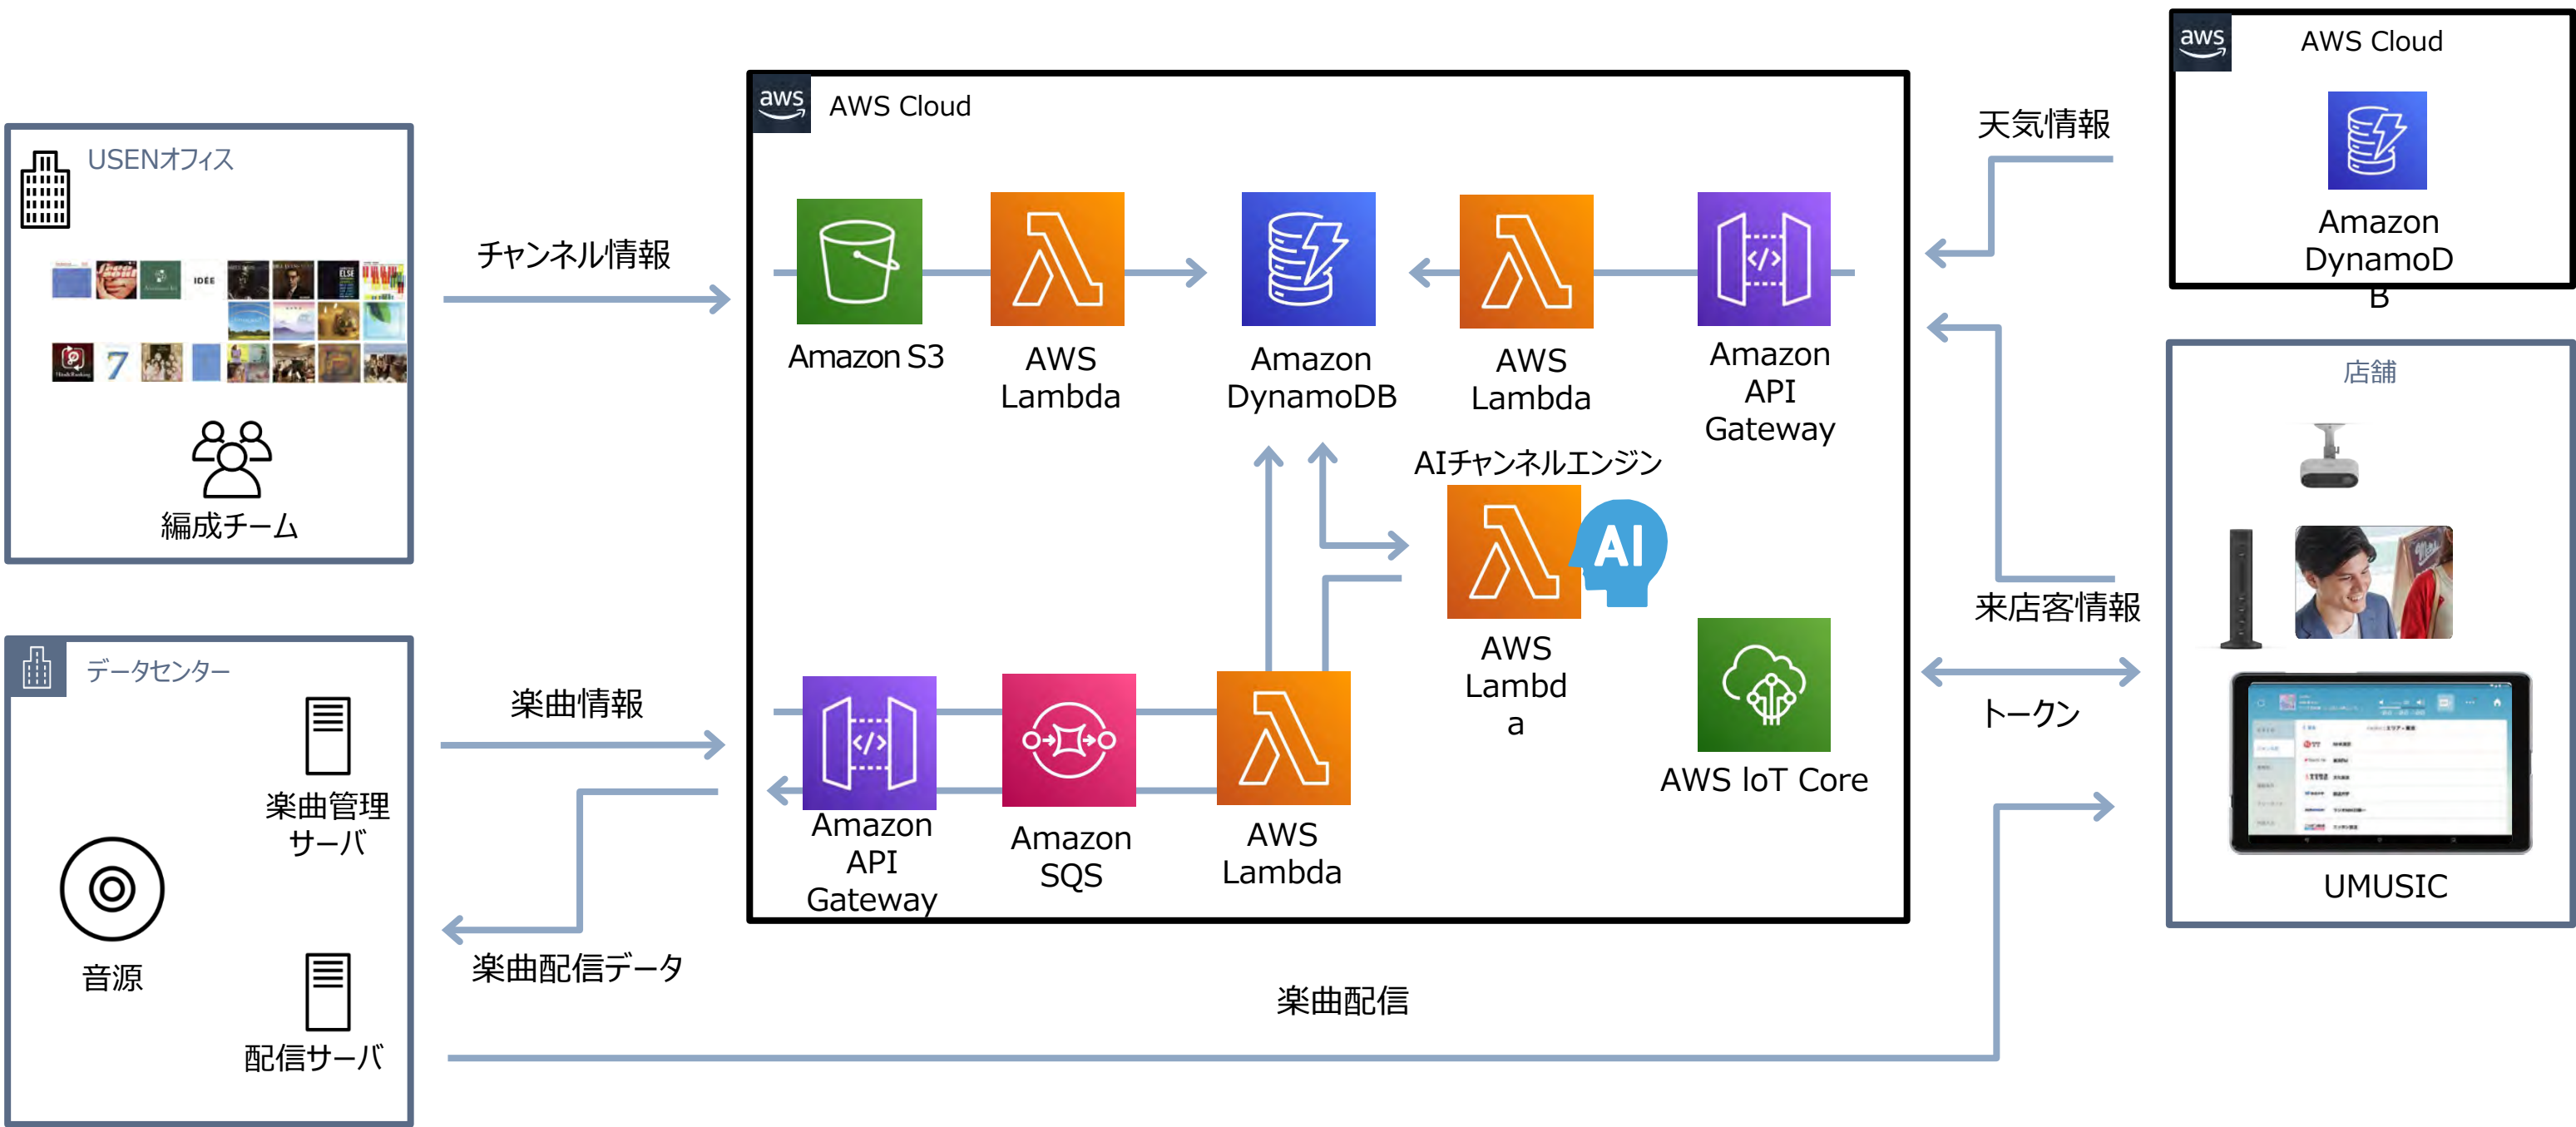 USENオフィス
IDÉE
ELSE
7
編成チーム
データセンター
楽曲管理
サーバ
音源
配信サーバ
チャンネル情報
楽曲情報
楽曲配信データ
楽曲配信
aws
AWS Cloud
Amazon S3
AWS
Lambda
Amazon
DynamoDB
AWS
Lambda
Amazon
API
Gateway
AIチャンネルエンジン
AI
AWS
Lambd
a
AWS IoT Core
Amazon
API
Gateway
Amazon
SQS
AWS
Lambda
天気情報
来店客情報
トークン
aws
AWS Cloud
Amazon
DynamoD
B
店舗
UMUSIC